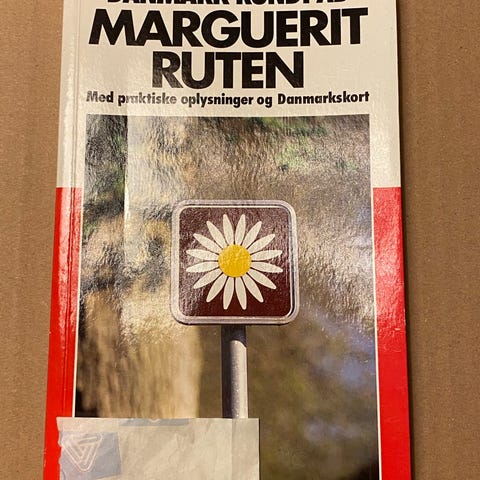 DANMARK RUNDT AD
MARGUERIT
RUTEN
Med praktiske oplysninger og Danmarkskort